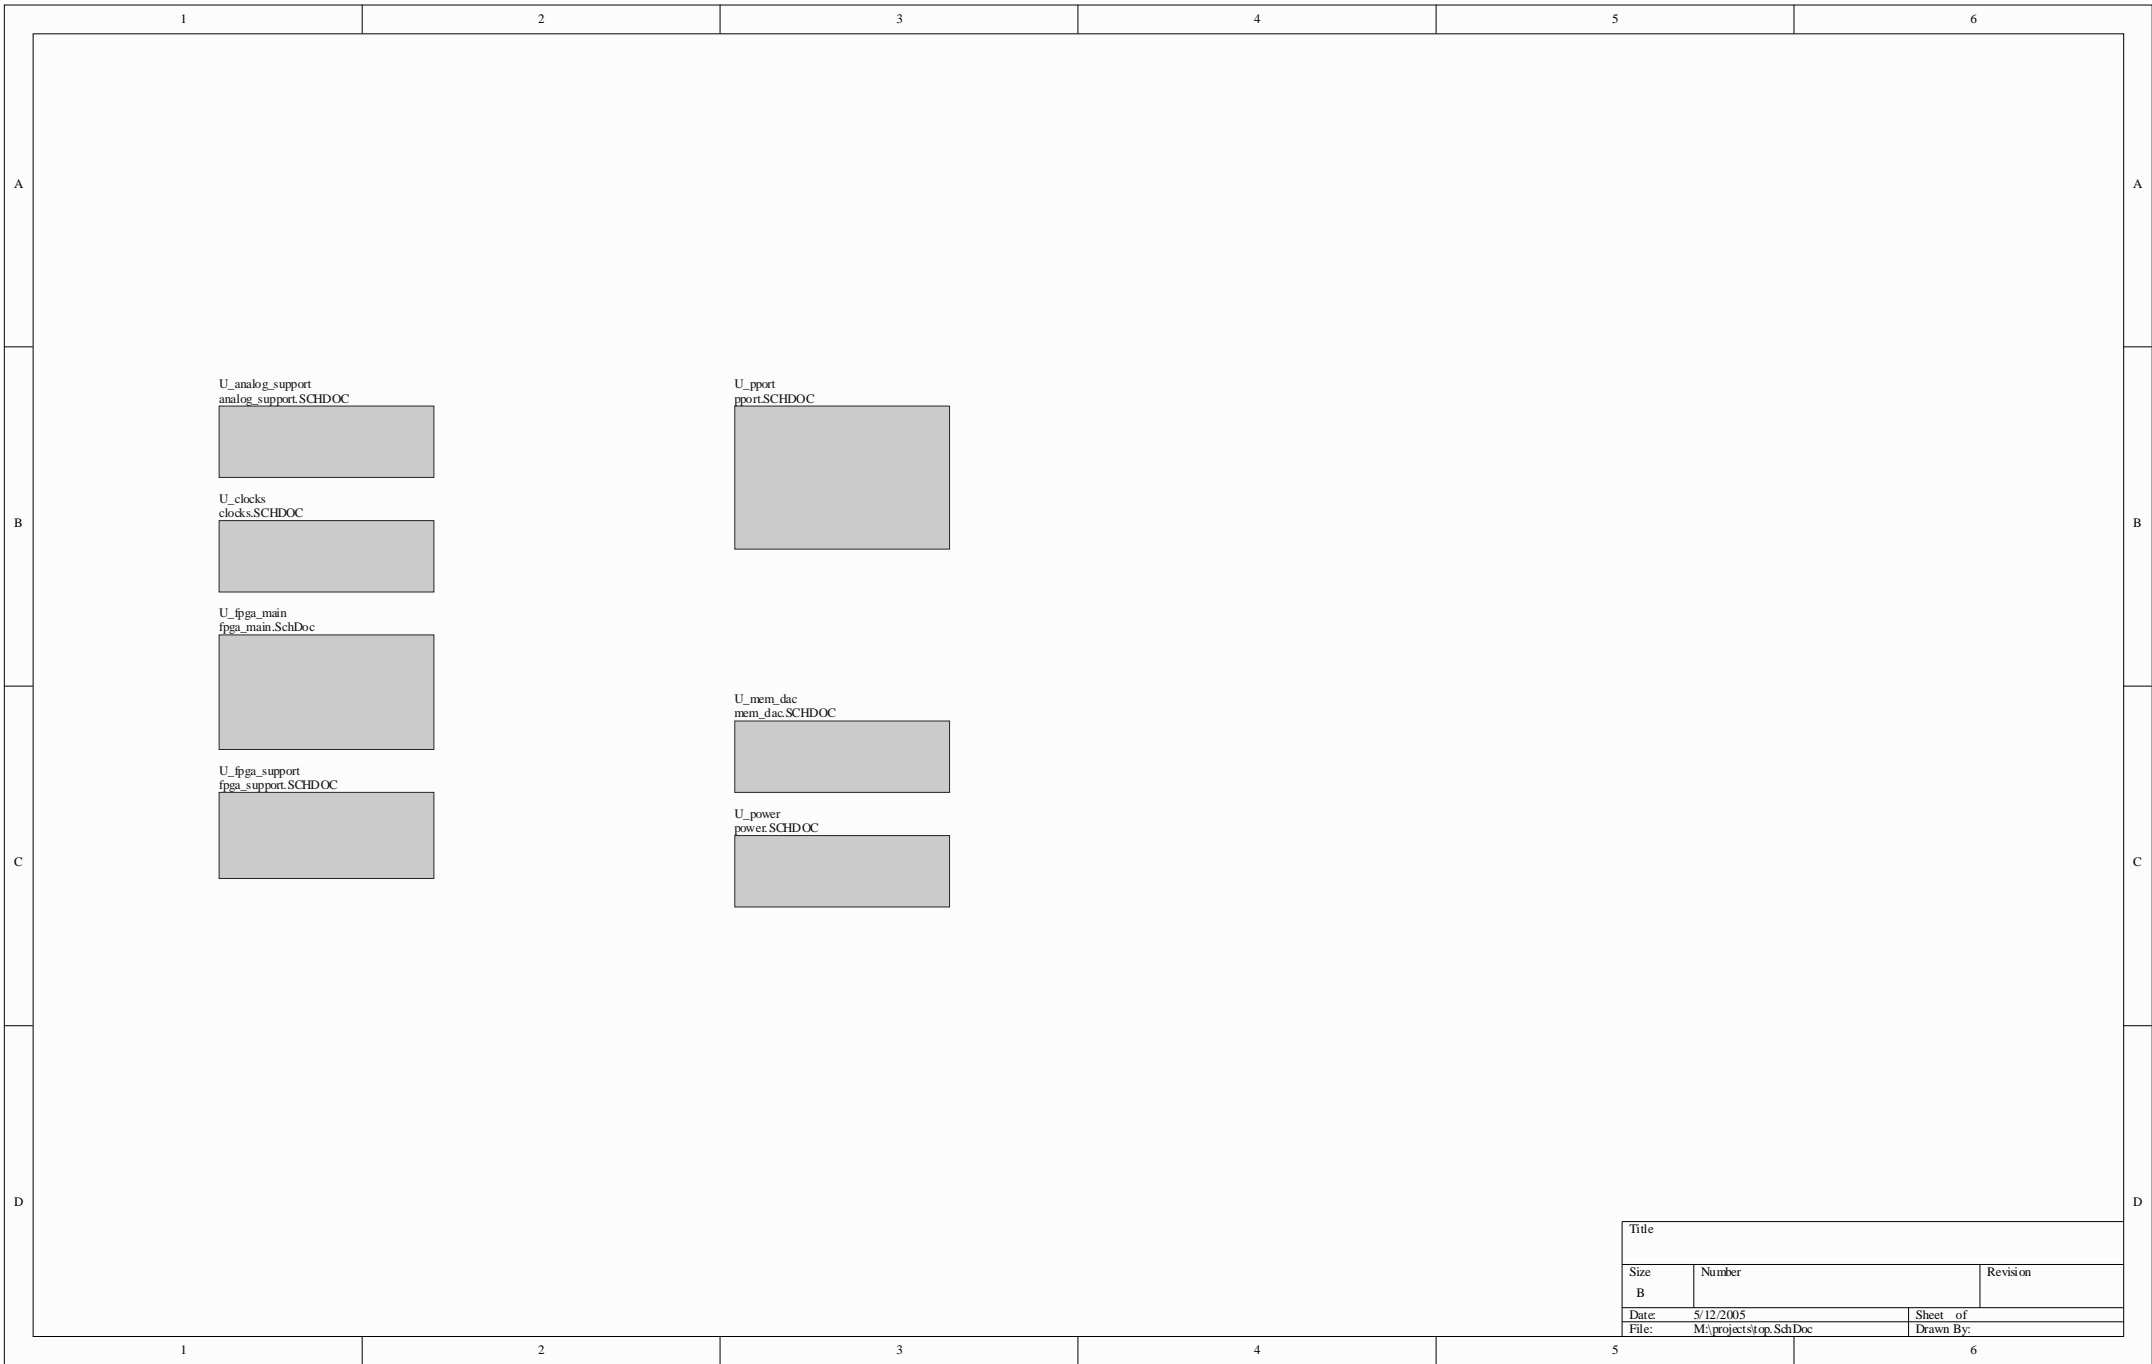 1 2 3 4 5 6
A A
U_analog_support
analog_support.SCHDOC
U_pport
pport.SCHDOC
U_clocks
clocks.SCHDOC
B B
U_fpga_main
fpga_main.SchDoc
U_mem_dac
mem_dac.SCHDOC
U_fpga_support
fpga_support.SCHDOC
U_power
power.SCHDOC
C C
D D
Title
Size Number Revision
B
Date: 5/12/2005 Sheet of
File: M:\projects\top.SchDoc Drawn By:
1 2 3 4 5 6